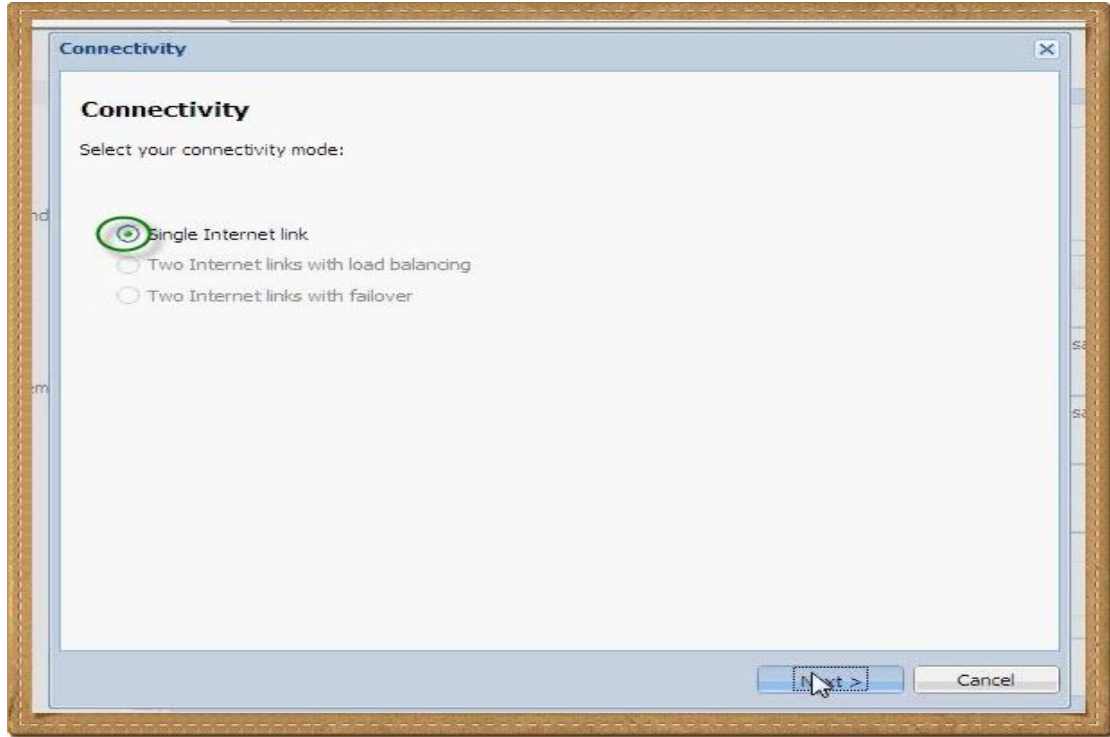 Connectivity
Connectivity
Select your connectivity mode:
Single Internet link
Two Internet links with load balancing
Two Internet links with failover
Next >
Cancel